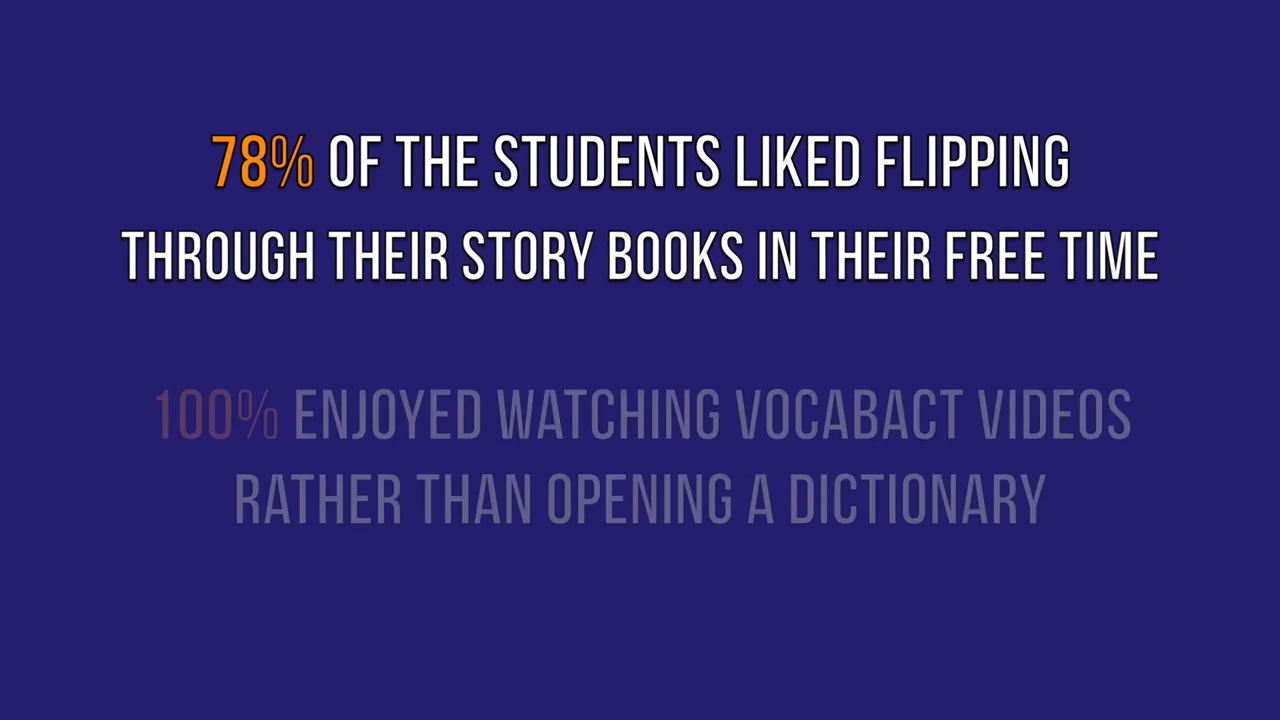 78% OF THE STUDENTS LIKED FLIPPING
THROUGH THEIR STORY BOOKS IN THEIR FREE TIME
100% ENJOYED WATCHING VOCABACT VIDEOS
RATHER THAN OPENING A DICTIONARY